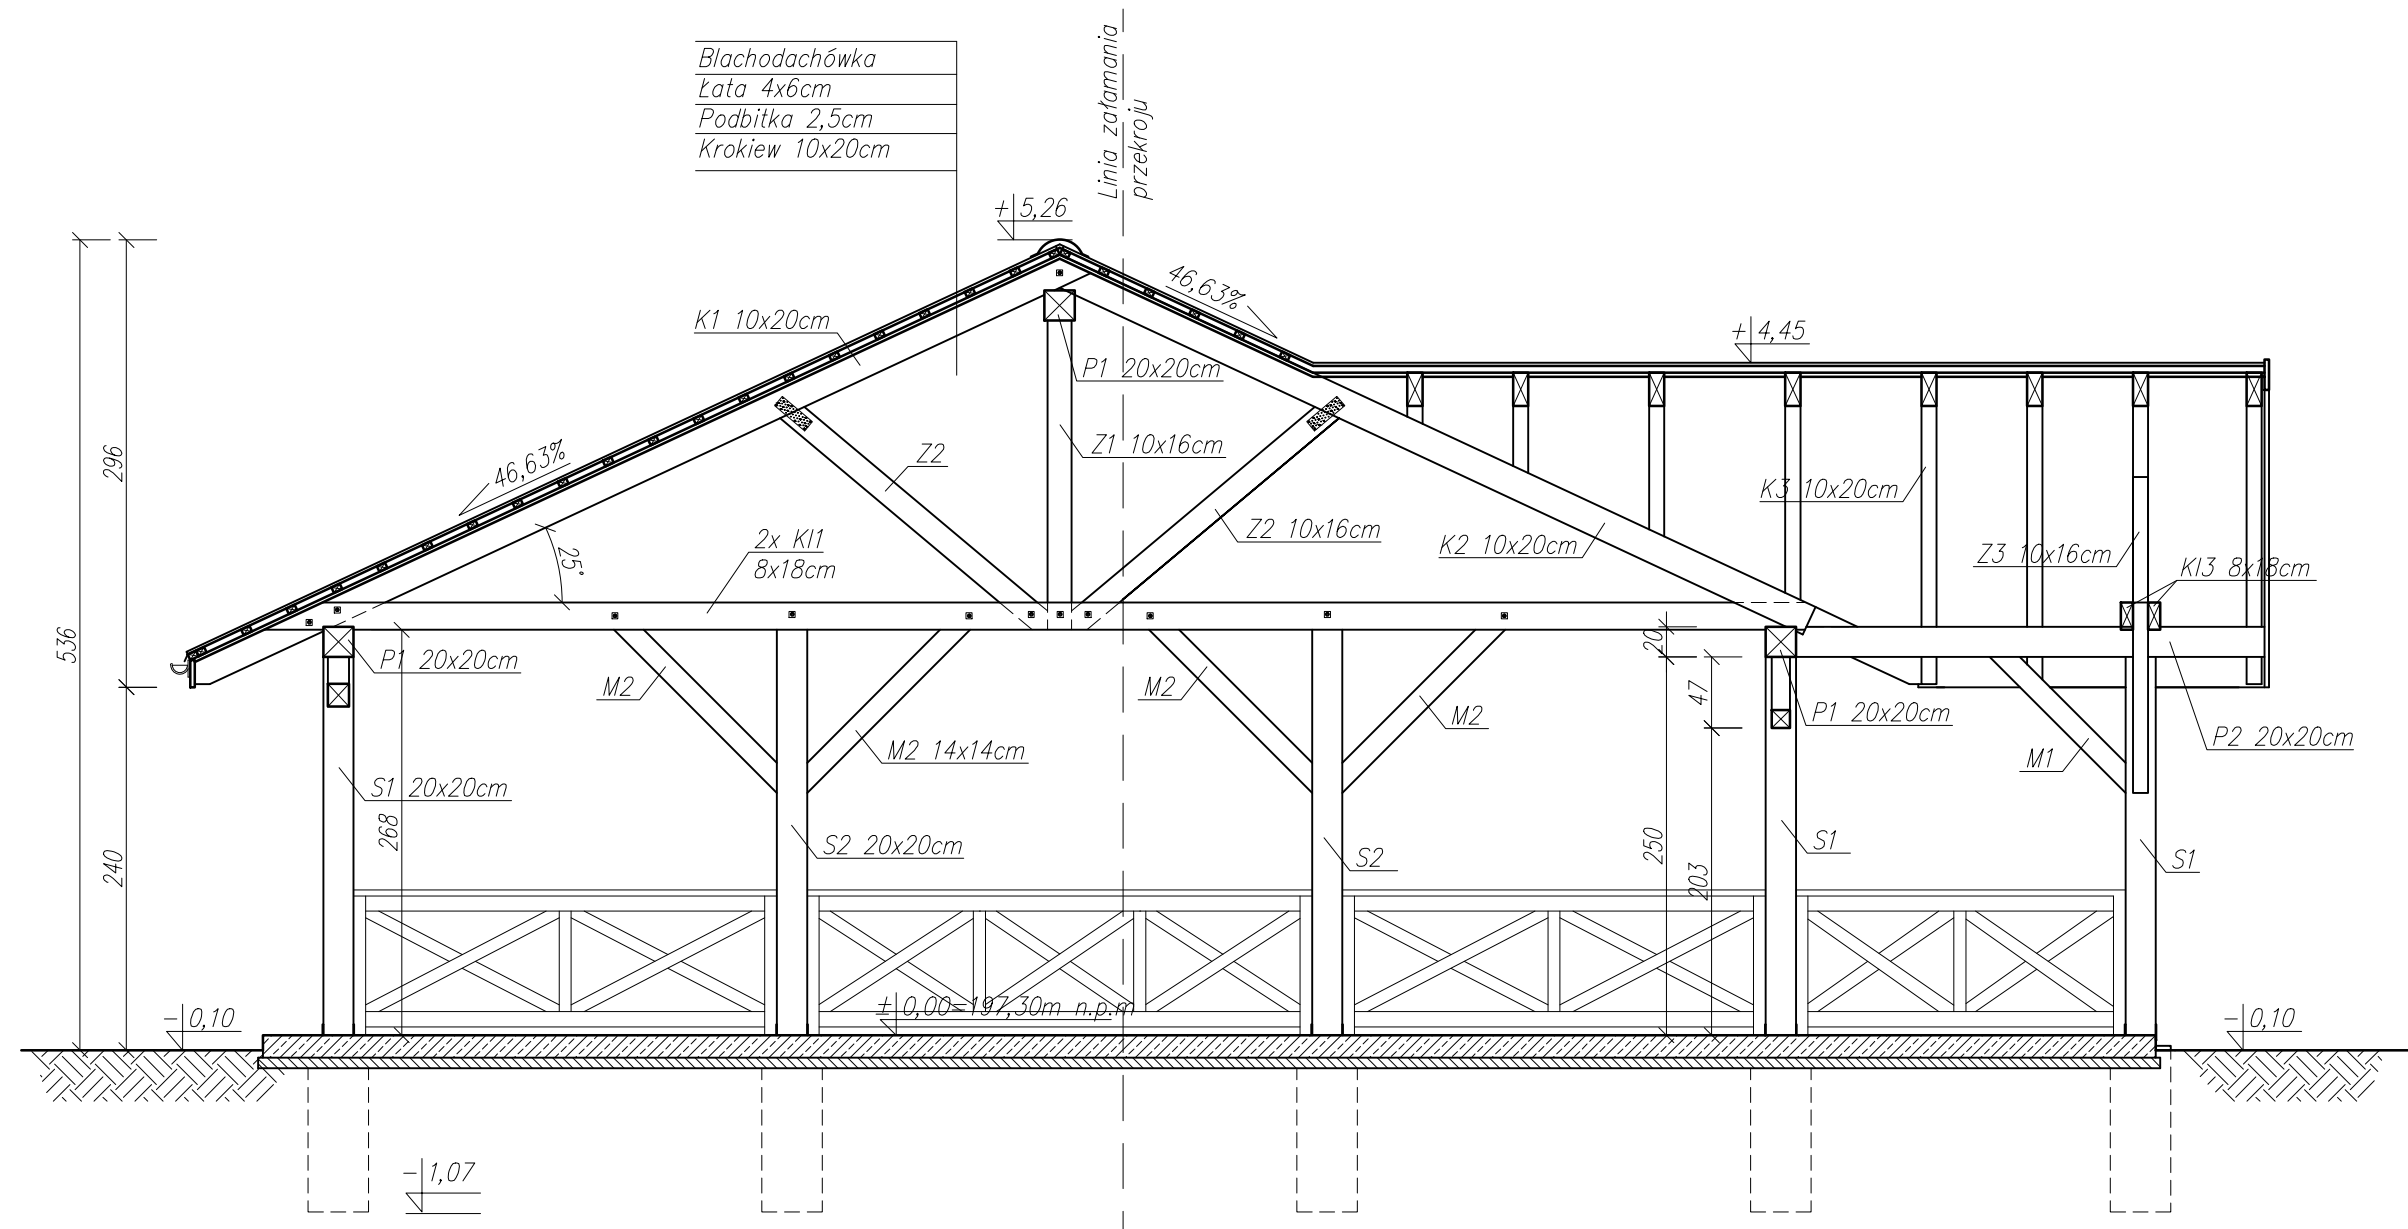 Blachodachówka
Łata 4x6cm
Podbitka 2,5cm
Krokiew 10x20cm
Linia załamania
przekroju
+5,26
46,63%
K1 10x20cm
+4,45
P1 20x20cm
296
46,63%
Z2
Z1 10x16cm
K3 10x20cm
25°
2x Kl1
8x18cm
Z2 10x16cm
K2 10x20cm
Z3 10x16cm
Kl3 8x18cm
536
P1 20x20cm
M2
M2
M2
20
47
P1 20x20cm
P2 20x20cm
M2 14x14cm
M1
S1 20x20cm
268
S2 20x20cm
S2
250
203
S1
S1
240
-0,10
±0,00=197,30m n.p.m
-0,10
-1,07